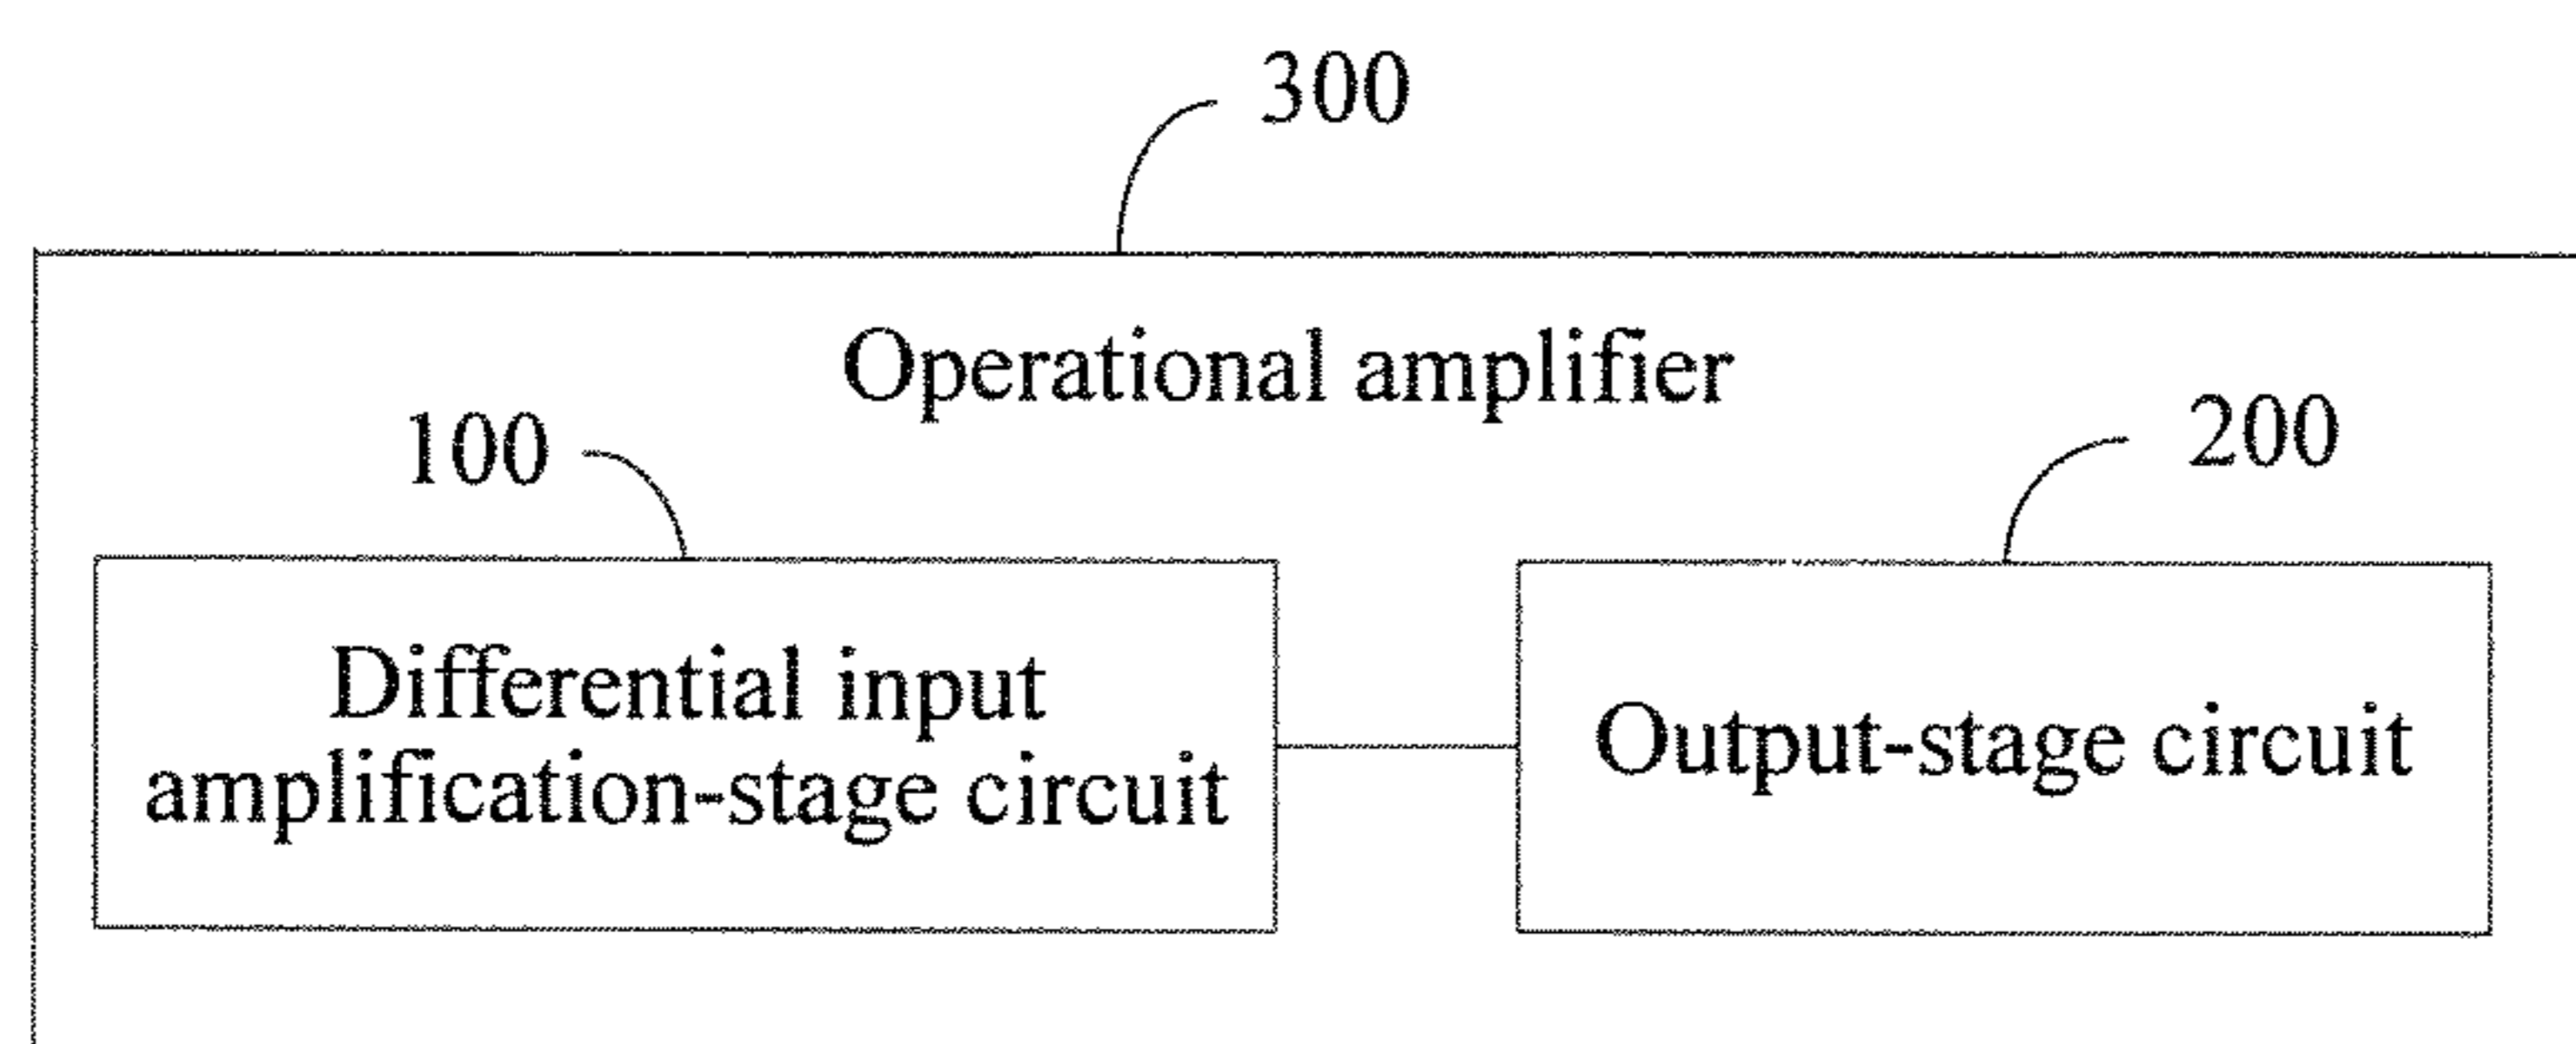 300
Operational amplifier
100
200
Differential input
amplification-stage circuit
Output-stage circuit